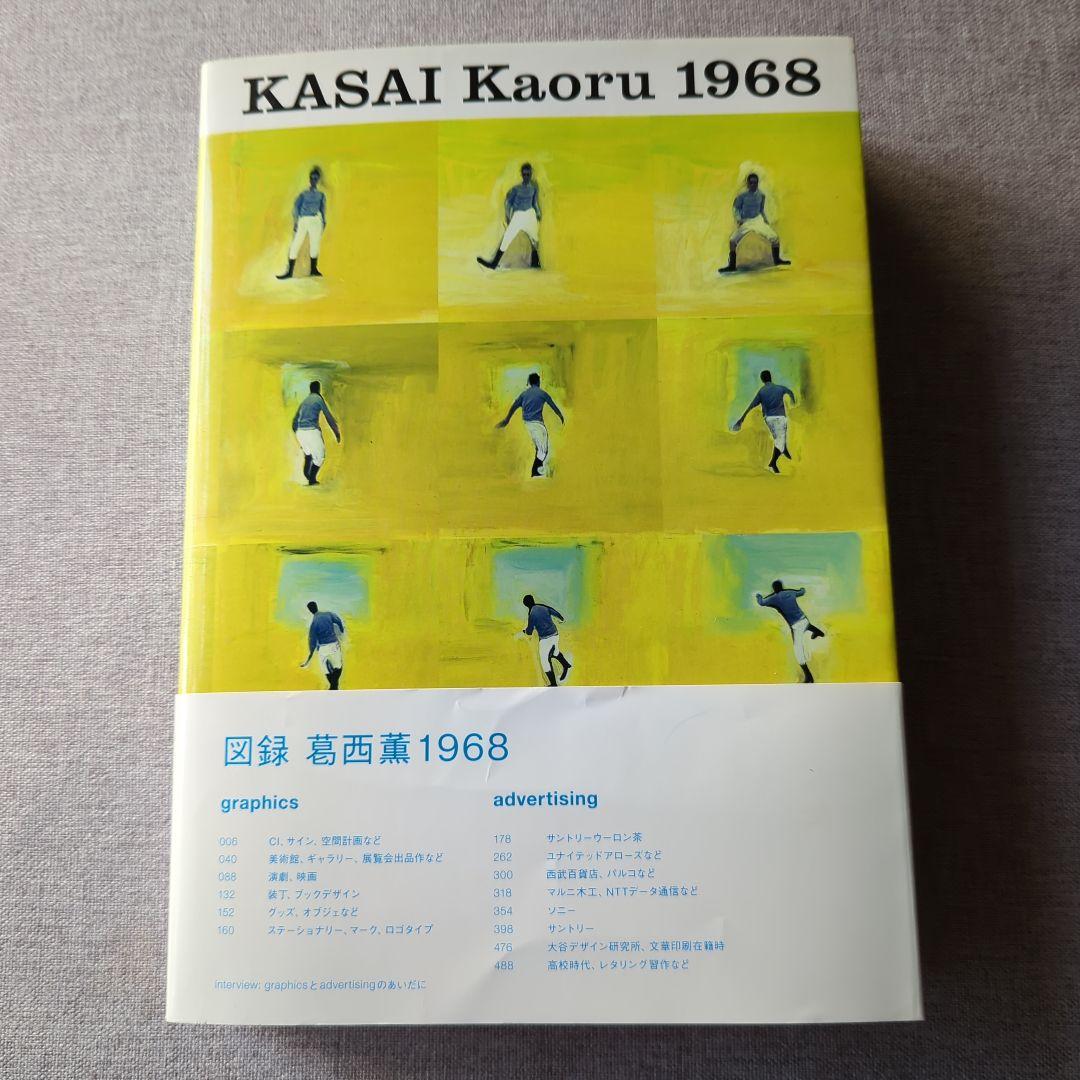 KASAI Kaoru 1968
図録 葛西薫1968
graphics
006 CI、サイン、空間計画など
040 美術館、ギャラリー、展覧会出品作など
088 演劇、映画
132 装丁、ブックデザイン
152 グッズ、オブジェなど
160 ステーショナリー、マーク、ロゴタイプ
interview: graphicsとadvertisingのあいだに
advertising
178 サントリーウーロン茶
262 ユナイテッドアローズなど
300 西武百貨店、パルコなど
318 マルニ木工、NTTデータ通信など
354 ソニー
398 サントリー
476 大谷デザイン研究所、文華印刷在籍時
488 高校時代、レタリング習作など